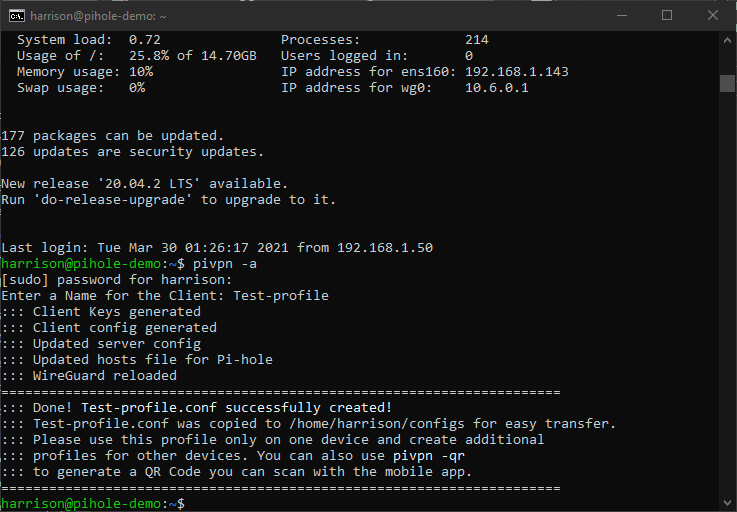 harrison@pihole-demo: ~
System load:  0.72              Processes:             214
Usage of /:   25.8% of 14.70GB   Users logged in:       0
Memory usage: 10%               IP address for ens160: 192.168.1.143
Swap usage:   0%                IP address for wg0:    10.6.0.1
177 packages can be updated.
126 updates are security updates.
New release '20.04.2 LTS' available.
Run 'do-release-upgrade' to upgrade to it.
Last login: Tue Mar 30 01:26:17 2021 from 192.168.1.50
harrison@pihole-demo:~$ pivpn -a
[sudo] password for harrison:
Enter a Name for the Client: Test-profile
::: Client Keys generated
::: Client config generated
::: Updated server config
::: Updated hosts file for Pi-hole
::: WireGuard reloaded
======================================================================
::: Done! Test-profile.conf successfully created!
::: Test-profile.conf was copied to /home/harrison/configs for easy transfer.
::: Please use this profile only on one device and create additional
::: profiles for other devices. You can also use pivpn -qr
::: to generate a QR Code you can scan with the mobile app.
======================================================================
harrison@pihole-demo:~$